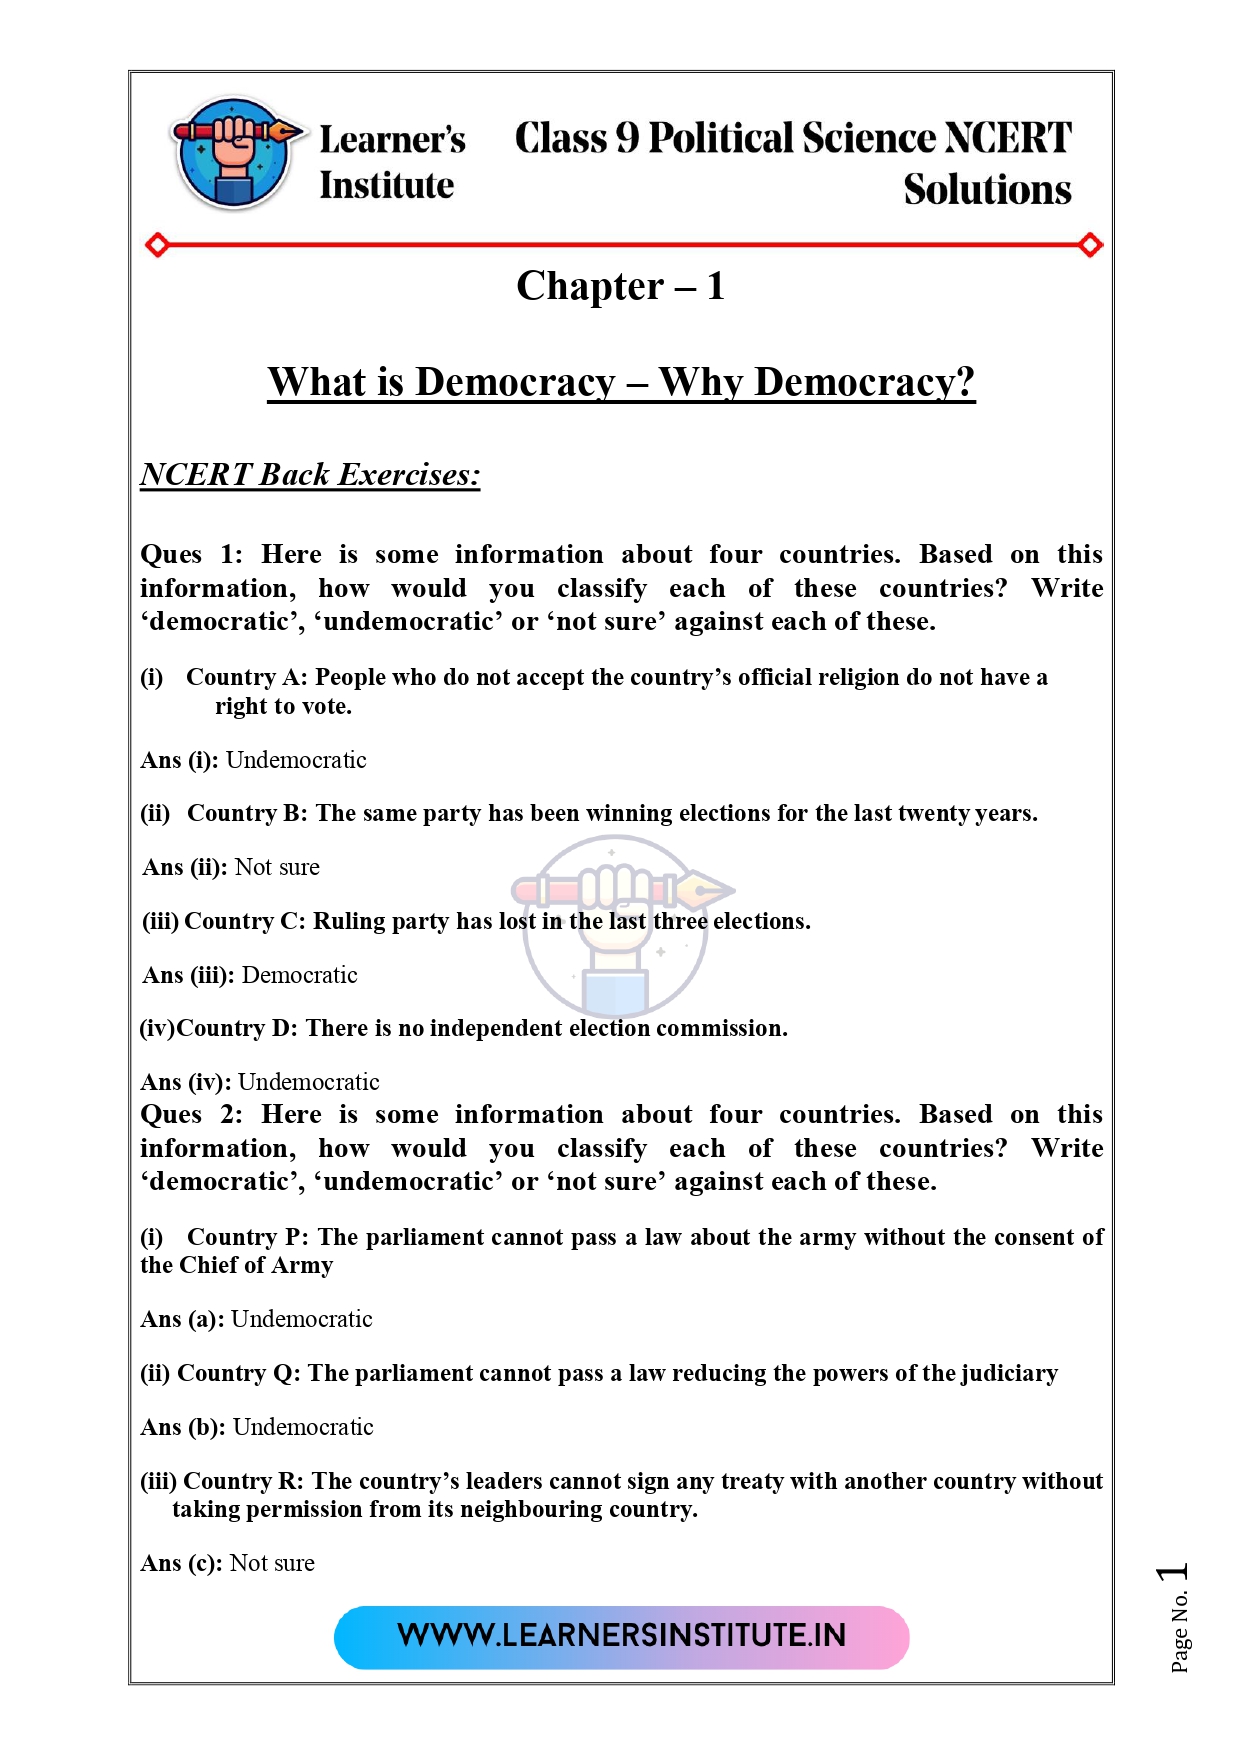 Learner's
Institute
Class 9 Political Science NCERT
Solutions
Chapter – 1
What is Democracy – Why Democracy?
NCERT Back Exercises:
Ques 1: Here is some information about four countries. Based on this
information, how would you classify each of these countries? Write
‘democratic’, ‘undemocratic’ or ‘not sure’ against each of these.
(i) Country A: People who do not accept the country’s official religion do not have a
right to vote.
Ans (i): Undemocratic
(ii) Country B: The same party has been winning elections for the last twenty years.
Ans (ii): Not sure
(iii) Country C: Ruling party has lost in the last three elections.
Ans (iii): Democratic
(iv)Country D: There is no independent election commission.
Ans (iv): Undemocratic
Ques 2: Here is some information about four countries. Based on this
information, how would you classify each of these countries? Write
‘democratic’, ‘undemocratic’ or ‘not sure’ against each of these.
(i) Country P: The parliament cannot pass a law about the army without the consent of
the Chief of Army
Ans (a): Undemocratic
(ii) Country Q: The parliament cannot pass a law reducing the powers of the judiciary
Ans (b): Undemocratic
(iii) Country R: The country’s leaders cannot sign any treaty with another country without
taking permission from its neighbouring country.
Ans (c): Not sure
WWW.LEARNERSINSTITUTE.IN
Page No. 1